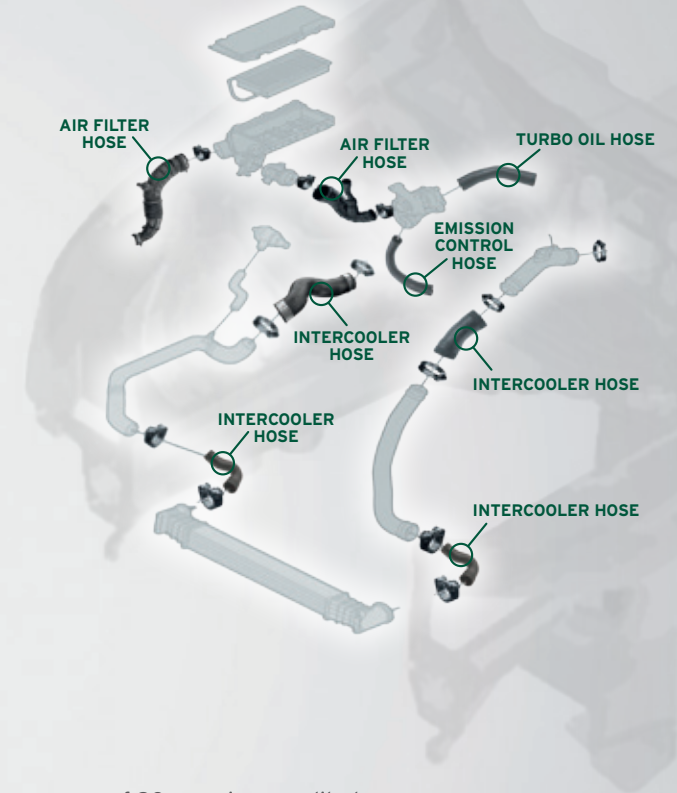 AIR FILTER
HOSE
AIR FILTER
HOSE
TURBO OIL HOSE
EMISSION
CONTROL
HOSE
INTERCOOLER
HOSE
INTERCOOLER HOSE
INTERCOOLER
HOSE
INTERCOOLER HOSE